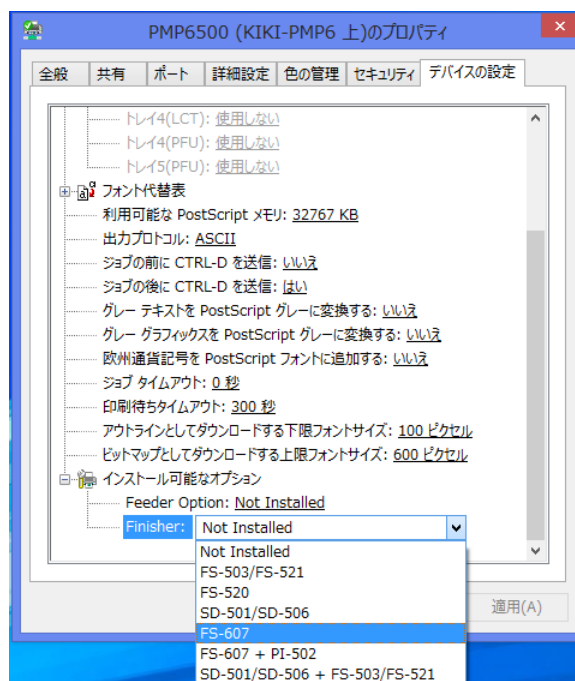 PMP6500 (KIKI-PMP6 上)のプロパティ
全般 共有 ポート 詳細設定 色の管理 セキュリティ デバイスの設定
トレイ4(LCT): 使用しない
トレイ4(PFU): 使用しない
トレイ5(PFU): 使用しない
フォント代替表
利用可能な PostScript メモリ: 32767 KB
出力プロトコル: ASCII
ジョブの前に CTRL-D を送信: いいえ
ジョブの後に CTRL-D を送信: はい
グレー テキストを PostScript グレーに変換する: いいえ
グレー グラフィックスを PostScript グレーに変換する: いいえ
欧州通貨記号を PostScript フォントに追加する: いいえ
ジョブ タイムアウト: 0 秒
印刷待ちタイムアウト: 300 秒
アウトラインとしてダウンロードする下限フォントサイズ: 100 ピクセル
ビットマップとしてダウンロードする上限フォントサイズ: 600 ピクセル
インストール可能なオプション
Feeder Option: Not Installed
Finisher: Not Installed
Not Installed
FS-503/FS-521
FS-520
SD-501/SD-506
FS-607
FS-607 + PI-502
SD-501/SD-506 + FS-503/FS-521
適用(A)